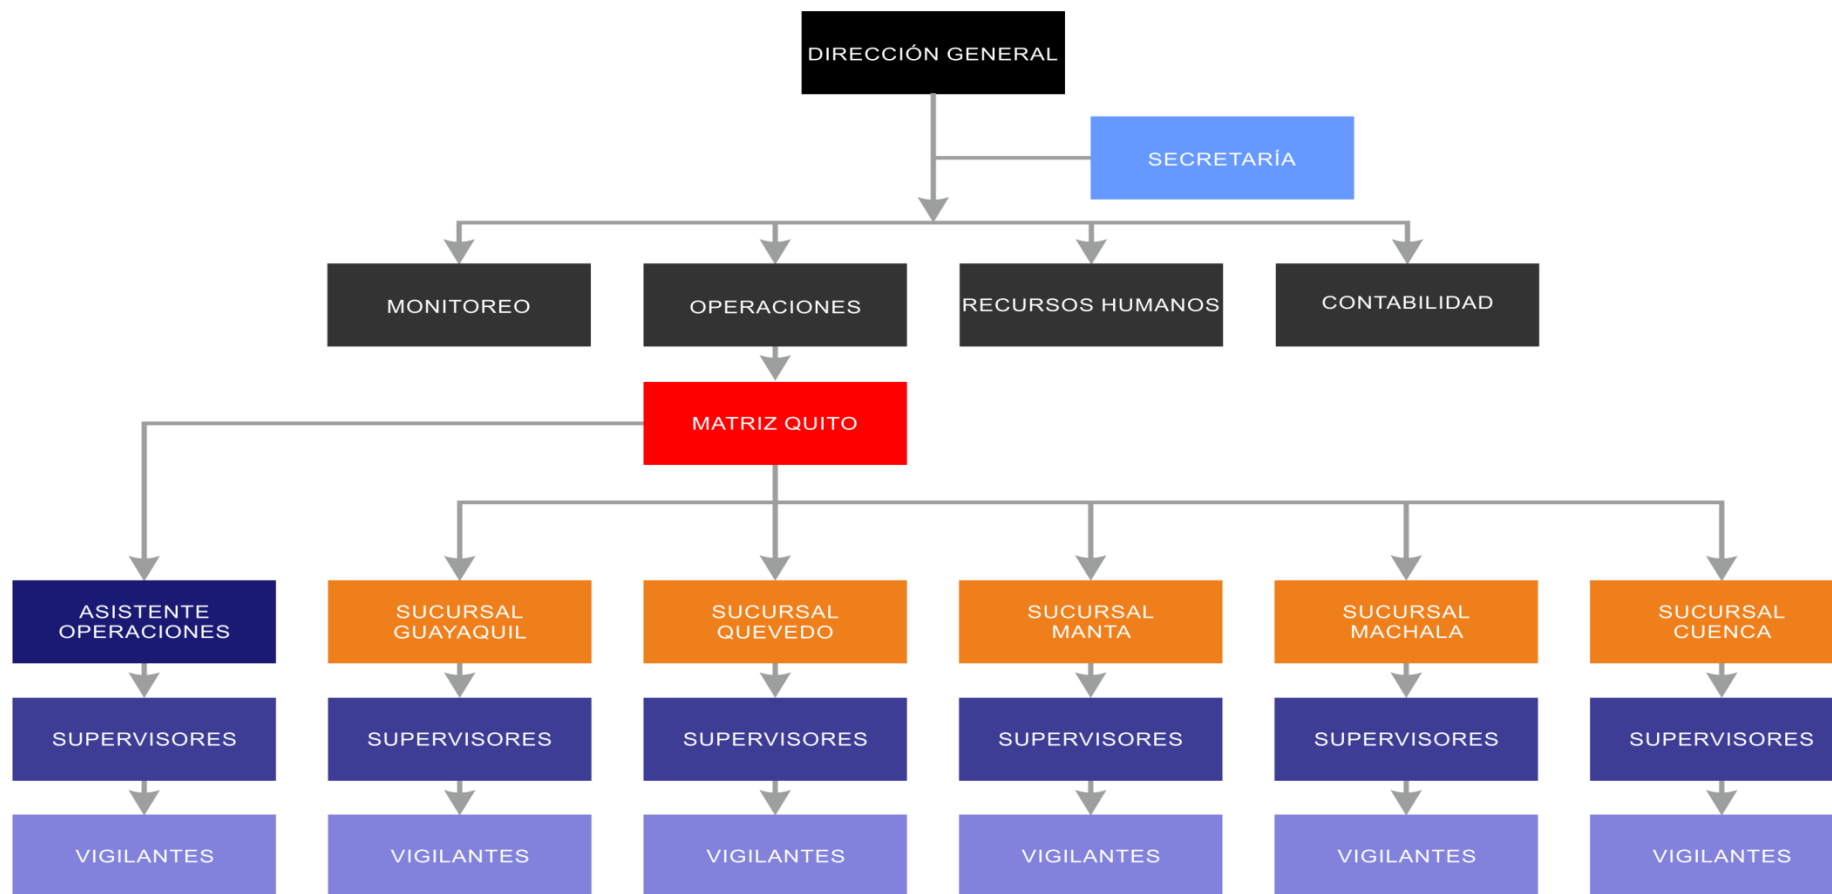 DIRECCIÓN GENERAL
SECRETARÍA
MONITOREO
OPERACIONES
RECURSOS HUMANOS
CONTABILIDAD
MATRIZ QUITO
ASISTENTE
OPERACIONES
SUCURSAL
GUAYAQUIL
SUCURSAL
QUEVEDO
SUCURSAL
MANTA
SUCURSAL
MACHALA
SUCURSAL
CUENCA
SUPERVISORES
SUPERVISORES
SUPERVISORES
SUPERVISORES
SUPERVISORES
SUPERVISORES
VIGILANTES
VIGILANTES
VIGILANTES
VIGILANTES
VIGILANTES
VIGILANTES